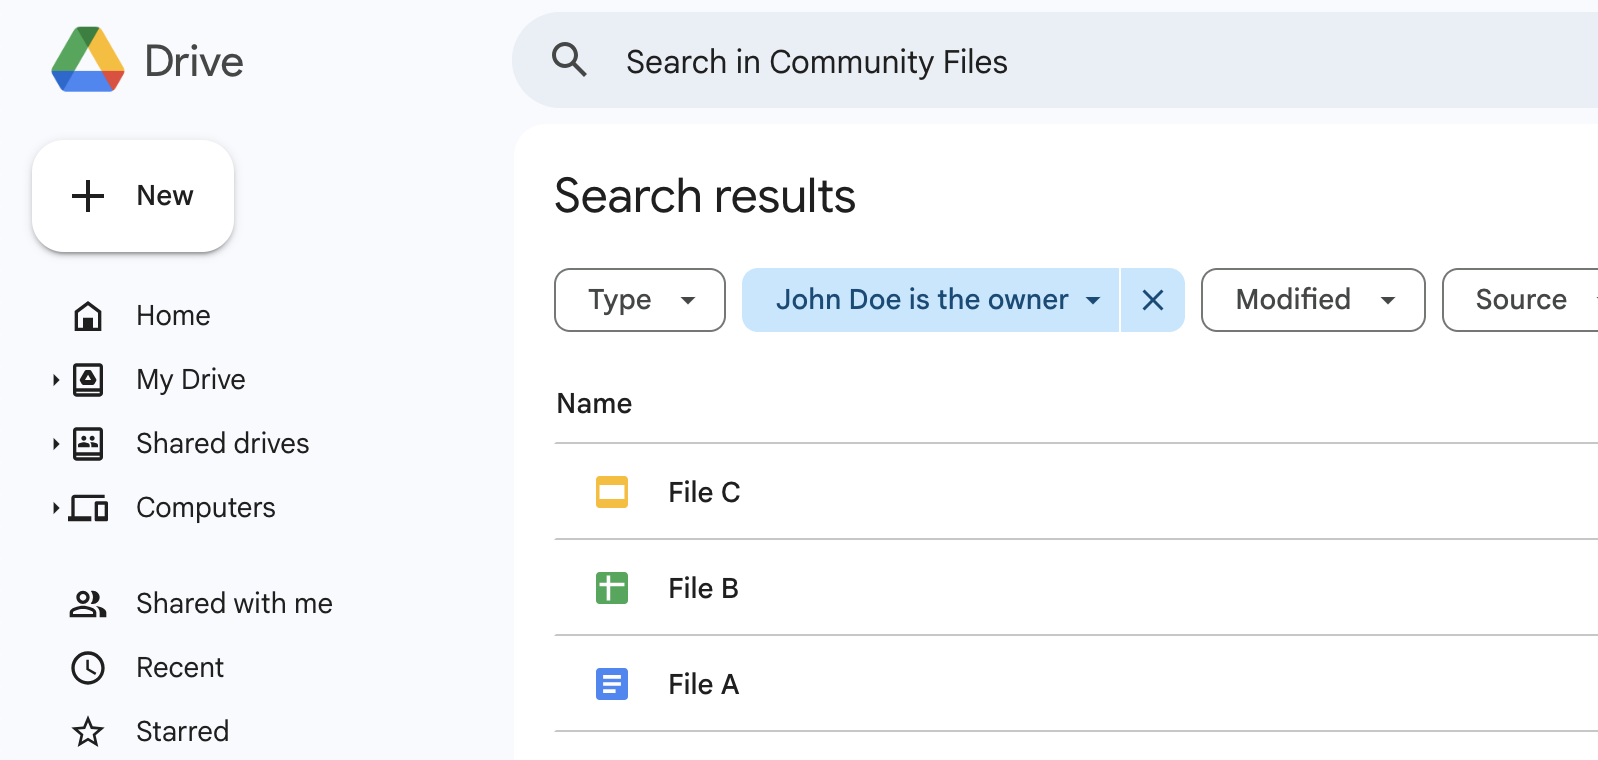 Drive
Search in Community Files
New
Home
My Drive
Shared drives
Computers
Shared with me
Recent
Starred
Search results
Type
John Doe is the owner
Modified
Source
Name
File C
File B
File A